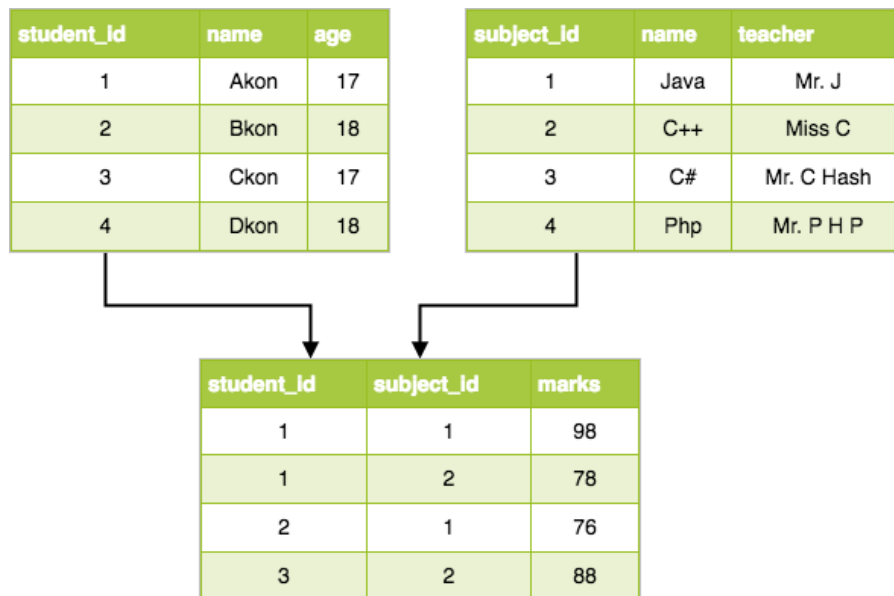 student_id name age
1 Akon 17
2 Bkon 18
3 Ckon 17
4 Dkon 18
subject_id name teacher
1 Java Mr. J
2 C++ Miss C
3 C# Mr. C Hash
4 Php Mr. P H P
student_id subject_id marks
1 1 98
1 2 78
2 1 76
3 2 88